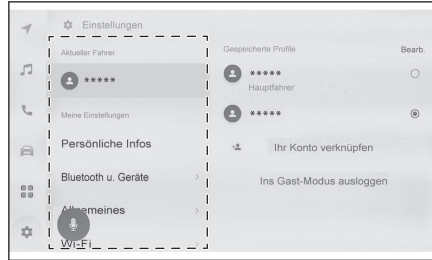 Einstellungen
Aktueller Fahrer
*****
Meine Einstellungen
Persönliche Infos
Bluetooth u. Geräte
Allgemeines
Wi-Fi
Gespeicherte Profile Bearb.
*****
Hauptfahrer
*****
Ihr Konto verknüpfen
Ins Gast-Modus ausloggen